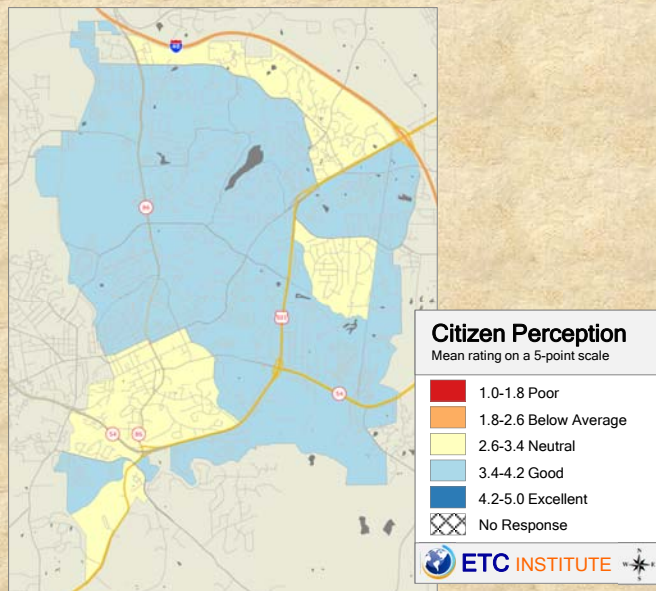 40
86
501
54
54
86
Citizen Perception
Mean rating on a 5-point scale
1.0-1.8 Poor
1.8-2.6 Below Average
2.6-3.4 Neutral
3.4-4.2 Good
4.2-5.0 Excellent
No Response
ETC INSTITUTE
N
W E
S